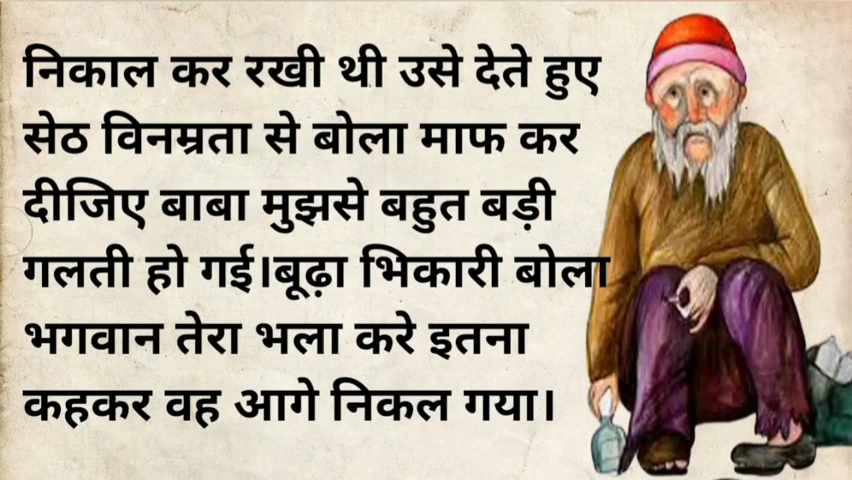 निकाल कर रखी थी उसे देते हुए
सेठ विनम्रता से बोला माफ कर
दीजिए बाबा मुझसे बहुत बड़ी
गलती हो गई।बूढ़ा भिकारी बोला
भगवान तेरा भला करे इतना
कहकर वह आगे निकल गया।